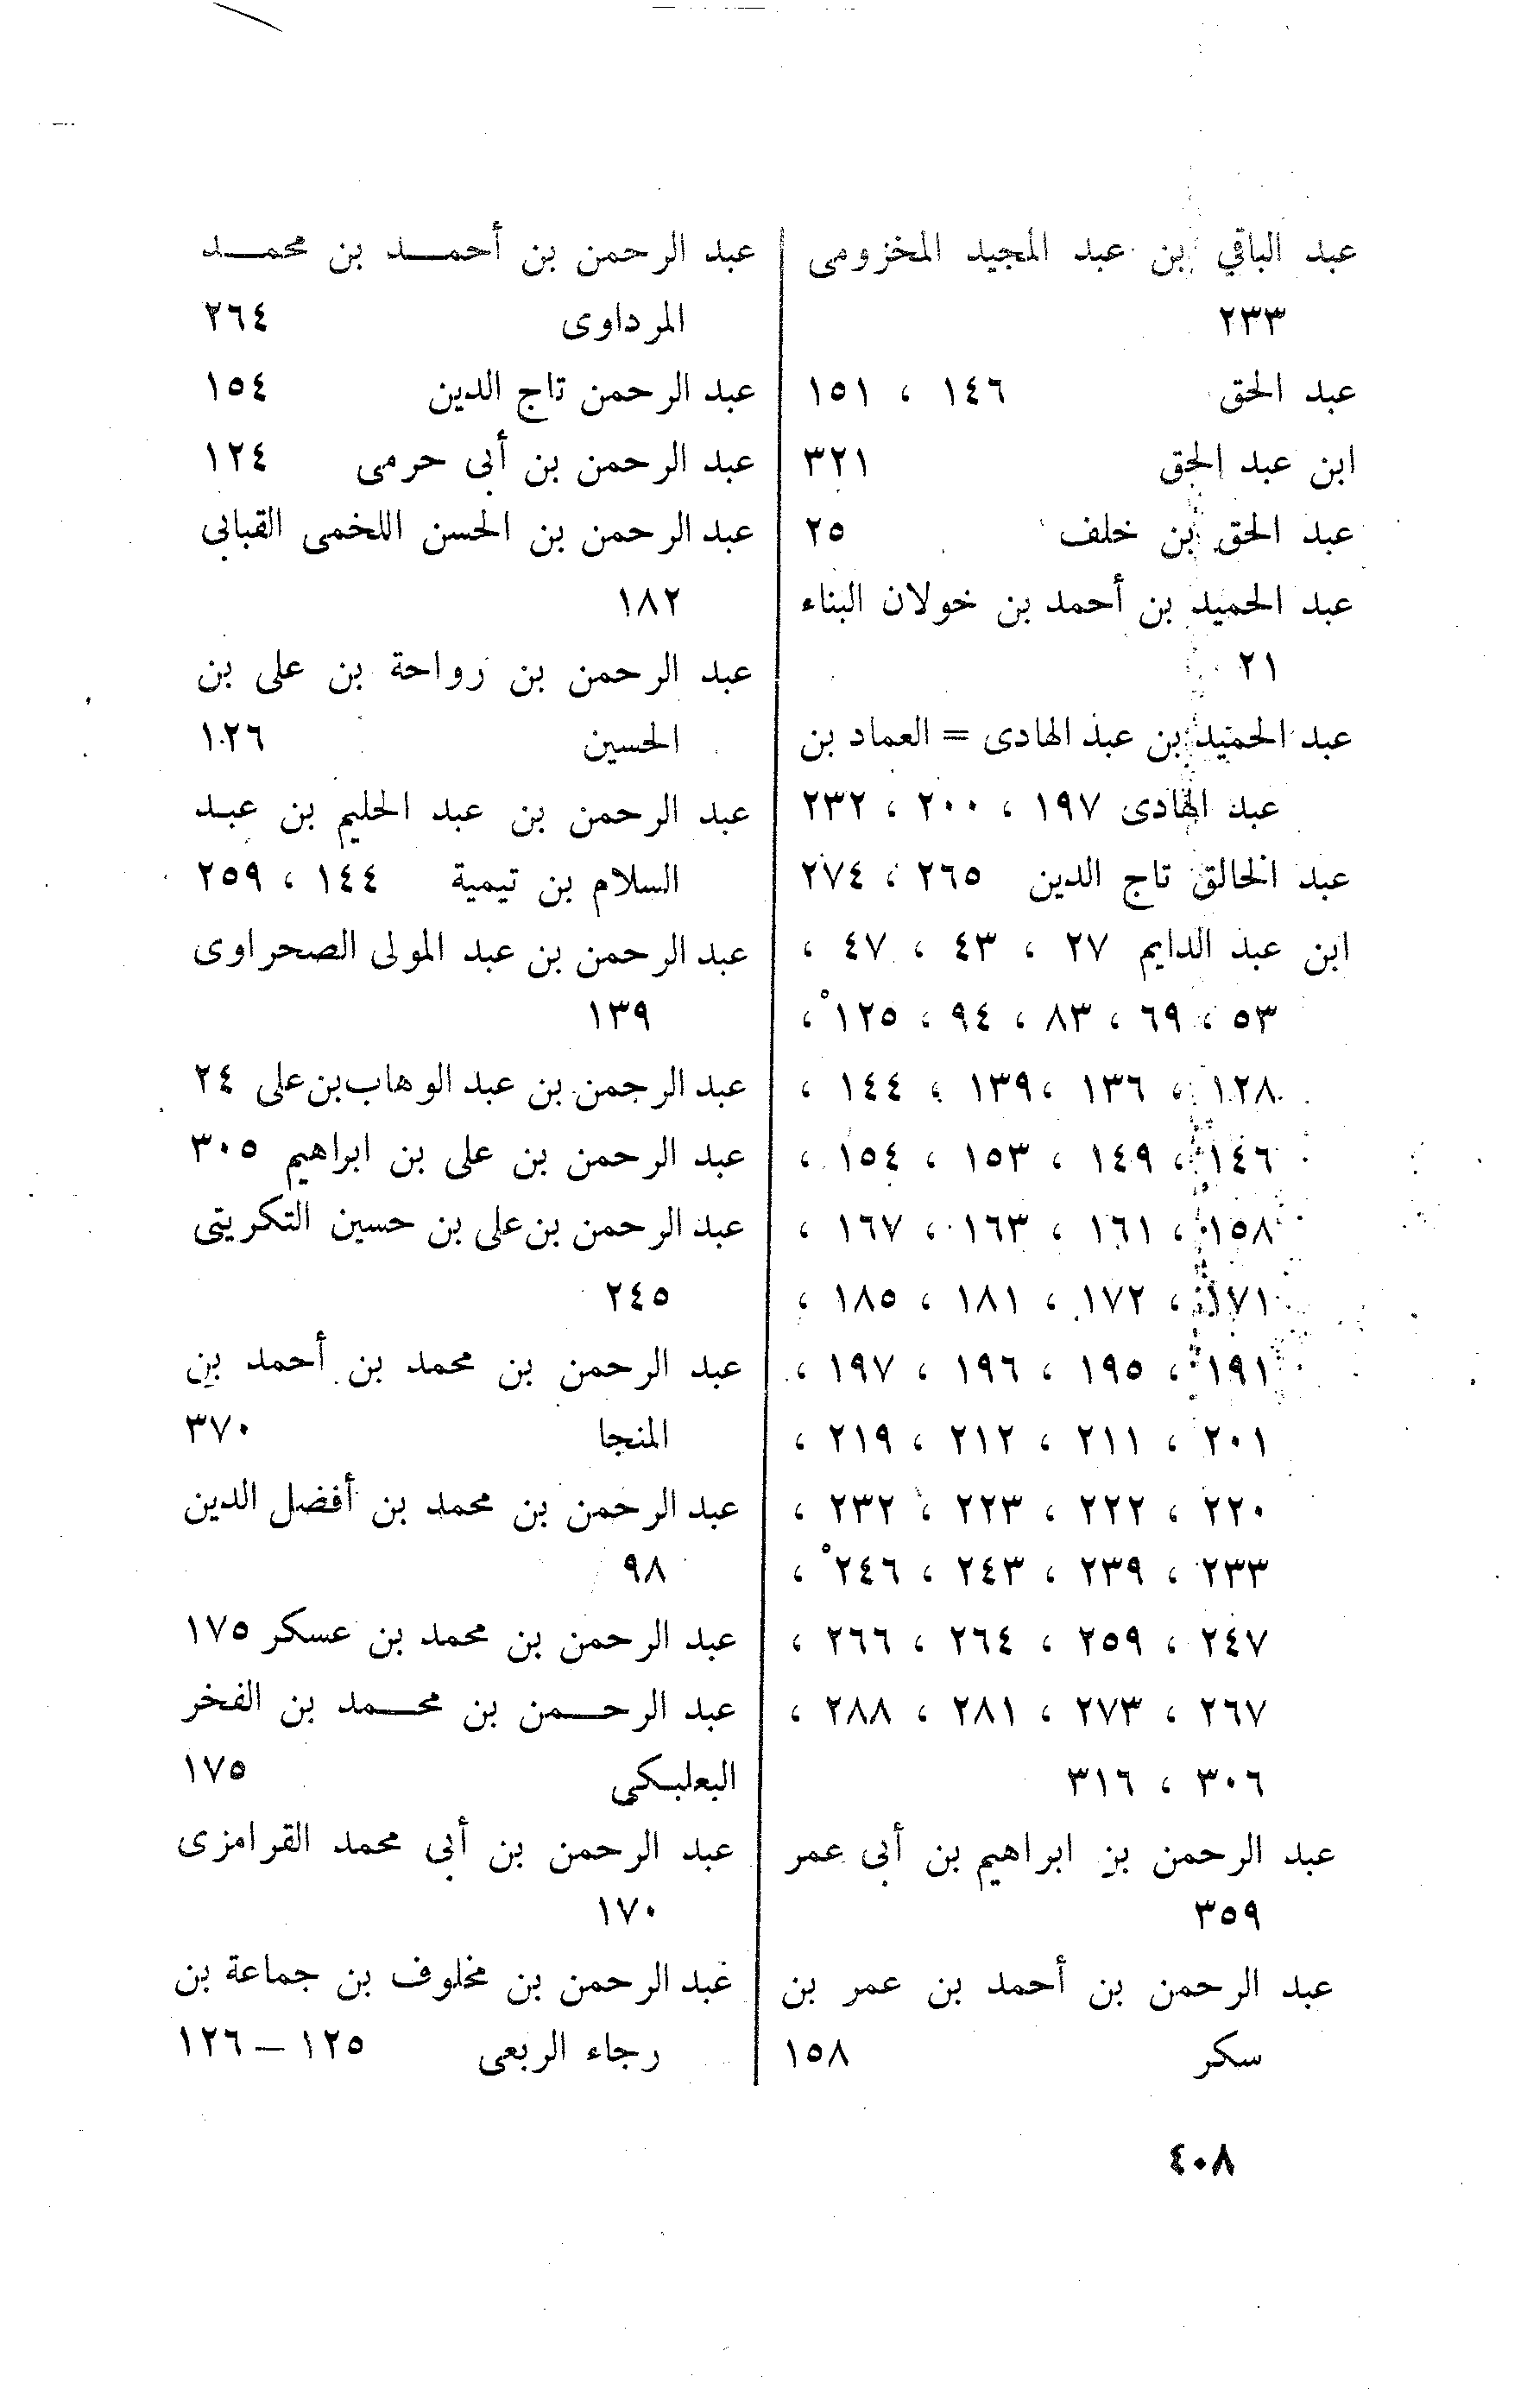 عبد الباقي بن عبد المجيد المخزومى
٢٣٣
عبد الحق ١٤٦ ، ١٥١
ابن عبد الحق ٣٢١
عبد الحق بن خلف ٢٥
عبد الحميد بن أحمد بن خولان البناء
٢١
عبد الحميد بن عبد الهادى = العماد بن
عبد الهادى ١٩٧ ، ٢٠٠ ، ٢٣٢
عبد الخالق تاج الدين ٢٦٥ ، ٢٧٤
ابن عبد الدايم ٢٧ ، ٤٣ ، ٤٧ ،
٥٣ ، ٦٩ ، ٨٣ ، ٩٤ ، ١٢٥ ،
١٢٨ ، ١٣٦ ، ١٣٩ ، ١٤٤ ،
١٤٦ ، ١٤٩ ، ١٥٣ ، ١٥٤ ،
١٥٨ ، ١٦١ ، ١٦٣ ، ١٦٧ ،
١٧١ ، ١٧٢ ، ١٨١ ، ١٨٥ ،
١٩١ ، ١٩٥ ، ١٩٦ ، ١٩٧ ،
٢٠١ ، ٢١١ ، ٢١٢ ، ٢١٩ ،
٢٢٠ ، ٢٢٢ ، ٢٢٣ ، ٢٣٢ ،
٢٣٣ ، ٢٣٩ ، ٢٤٣ ، ٢٤٦ ،
٢٤٧ ، ٢٥٩ ، ٢٦٤ ، ٢٦٦ ،
٢٦٧ ، ٢٧٣ ، ٢٨١ ، ٢٨٨ ،
٣٠٦ ، ٣١٦
عبد الرحمن بن ابراهيم بن أبى عمر
٣٥٩
عبد الرحمن بن أحمد بن عمر بن
سكر ١٥٨
عبد الرحمن بن أحمـــد بن محمـــد
المرداوى ٢٦٤
عبد الرحمن تاج الدين ١٥٤
عبد الرحمن بن أبى حرمى ١٢٤
عبد الرحمن بن الحسن اللخمى القبابى
١٨٢
عبد الرحمن بن رواحة بن على بن
الحسين ١٢٦
عبد الرحمن بن عبد الحليم بن عبـد
السلام بن تيمية ١٤٤ ، ٢٥٩
عبد الرحمن بن عبد المولى الصحراوى
١٣٩
عبد الرحمن بن عبد الوهاب بن على ٢٤
عبد الرحمن بن على بن ابراهيم ٣٠٥
عبد الرحمن بن على بن حسين التكريتى
٢٤٥
عبد الرحمن بن محمد بن أحمد بن
المنجا ٣٧٠
عبد الرحمن بن محمد بن أفضل الدين
٩٨
عبد الرحمن بن محمد بن عسكر ١٧٥
عبد الرحـــمن بن محـــمد بن الفخر
البعلبكى ١٧٥
عبد الرحمن بن أبى محمد القرامزى
١٧٠
عبد الرحمن بن مخلوف بن جماعة بن
رجاء الربعى ١٢٥ – ١٢٦
٤٠٨